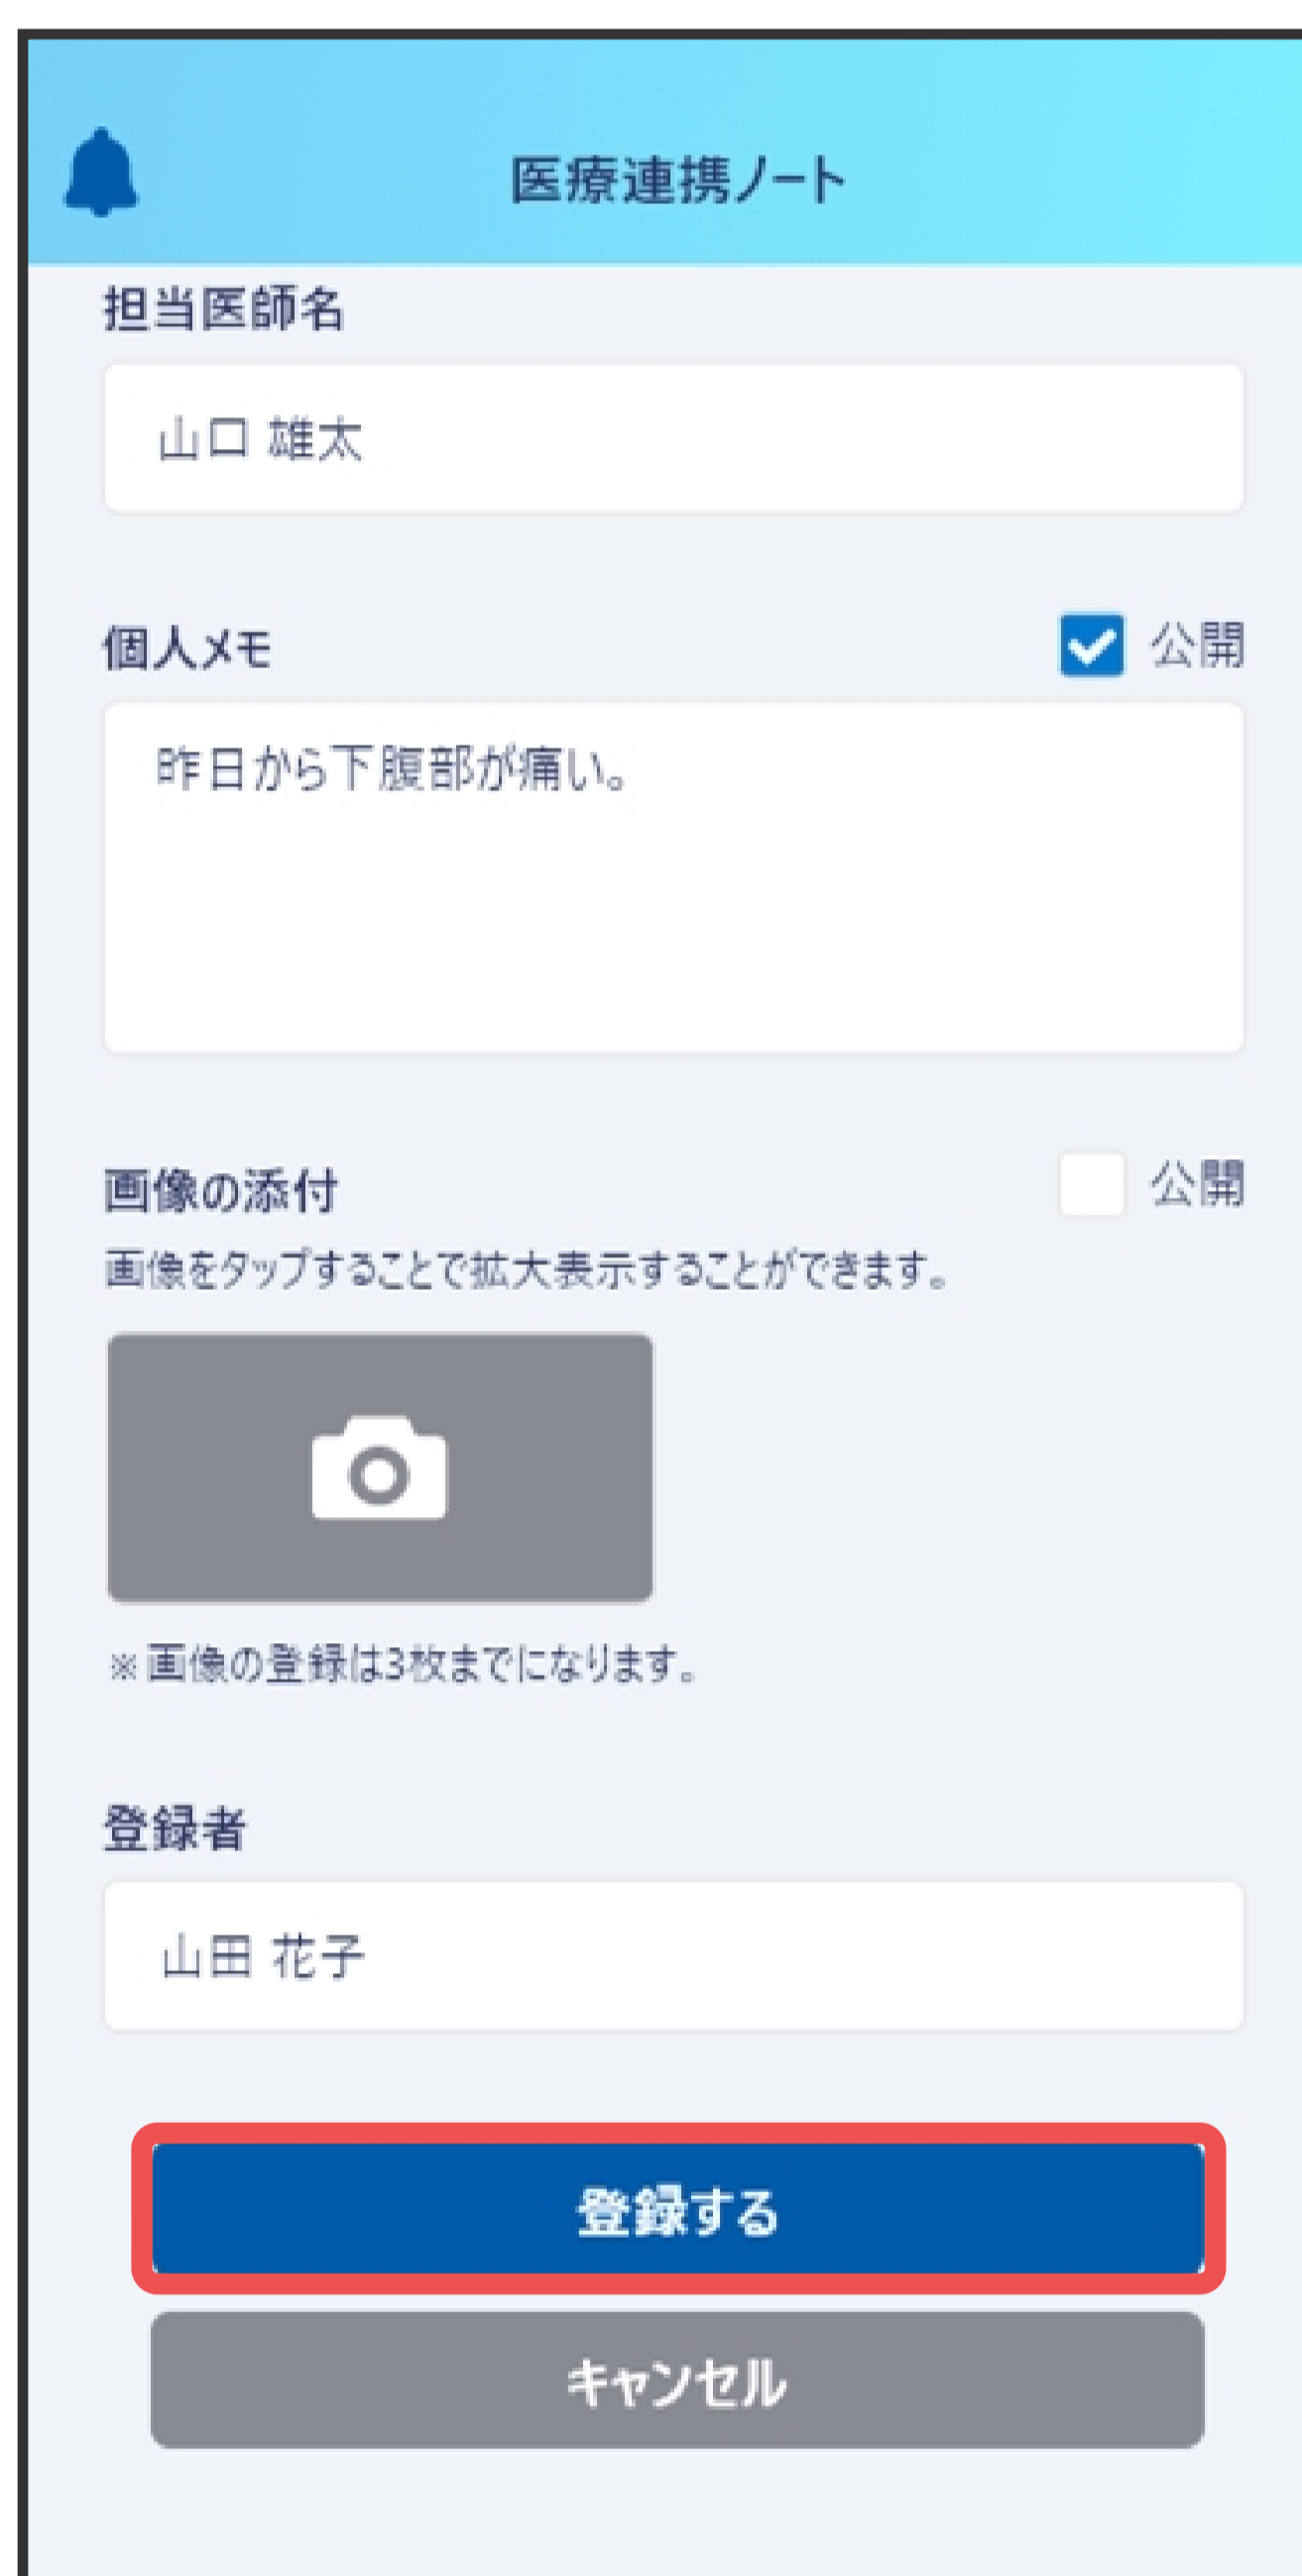 医療連携ノート
担当医師名
山口 雄太
個人メモ
公開
昨日から下腹部が痛い。
画像の添付
公開
画像をタップすることで拡大表示することができます。
※画像の登録は3枚までになります。
登録者
山田 花子
登録する
キャンセル